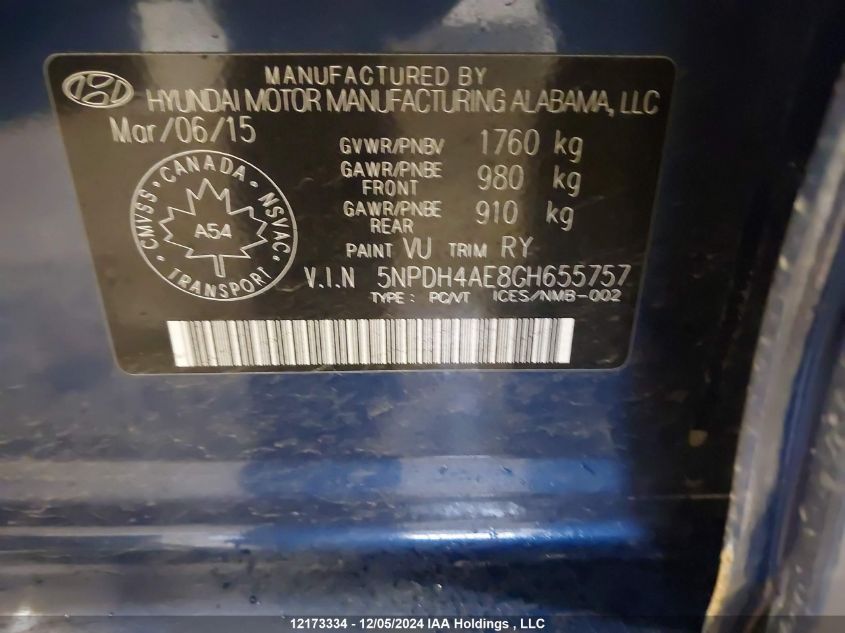 MANUFACTURED BY
HYUNDAI MOTOR MANUFACTURING ALABAMA, LLC
Mar/06/15
GVWR/PNBV 1760 kg
GAWR/PNBE FRONT 980 kg
GAWR/PNBE REAR 910 kg
PAINT VU TRIM RY
V.I.N 5NPDH4AE8GH655757
TYPE : PC/VT ICES/NMB-002
CMVSS · CANADA · NSVAC · TRANSPORT ·
A54
12173334 - 12/05/2024 IAA Holdings , LLC